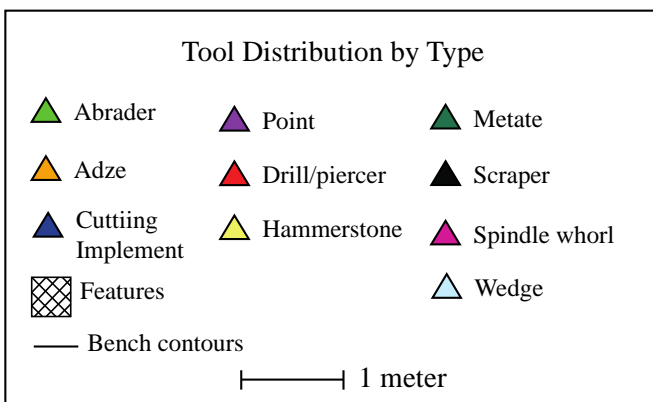 Tool Distribution by Type
Abrader
Adze
Cuttiing
Implement
Features
Bench contours
Point
Drill/piercer
Hammerstone
Metate
Scraper
Spindle whorl
Wedge
1 meter